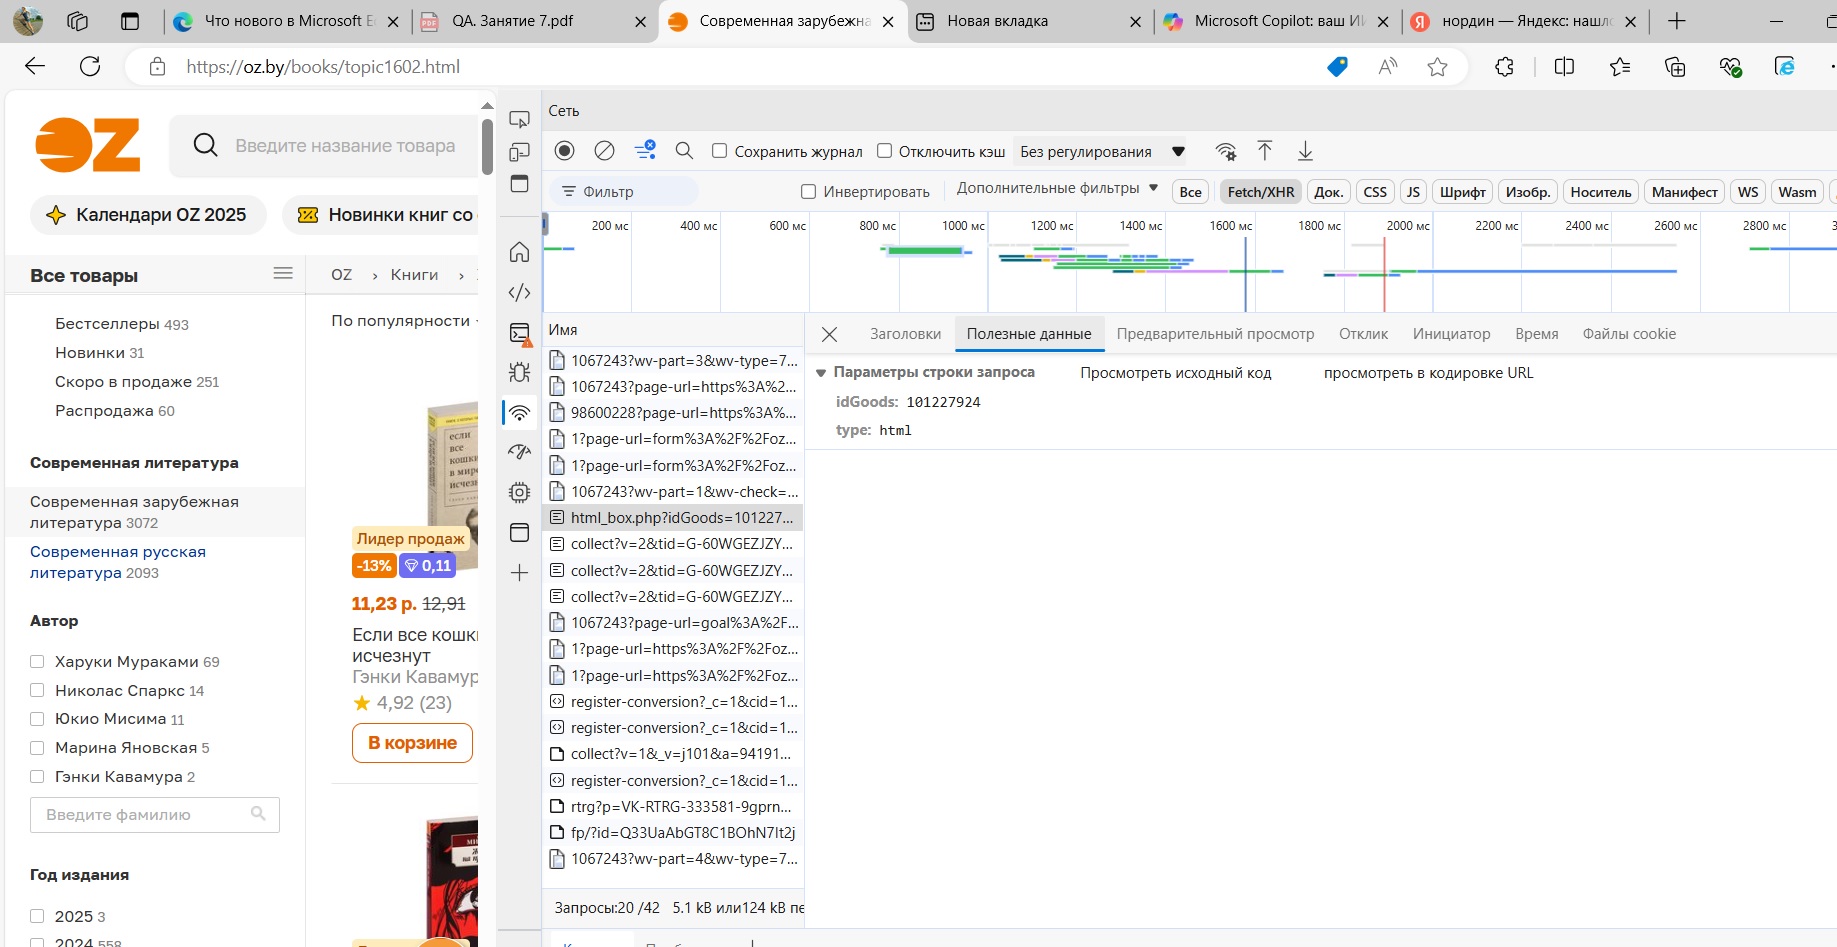 Что нового в Microsoft E
QA. Занятие 7.pdf
Современная зарубежна
Новая вкладка
Microsoft Copilot: ваш ИИ
нордин — Яндекс: нашло
https://oz.by/books/topic1602.html
OZ
Введите название товара
Календари OZ 2025
Новинки книг со
Все товары
OZ › Книги ›
Бестселлеры 493
Новинки 31
Скоро в продаже 251
Распродажа 60
Современная литература
Современная зарубежная
литература 3072
Современная русская
литература 2093
Автор
Харуки Мураками 69
Николас Спаркс 14
Юкио Мисима 11
Марина Яновская 5
Гэнки Кавамура 2
Введите фамилию
Год издания
2025 3
2024 558
По популярности
если
все
кошки
в мире
исчезнут
Лидер продаж
-13% 0,11
11,23 р. 12,91
Если все кошк
исчезнут
Гэнки Кавамур
4,92 (23)
В корзине
Сеть
Сохранить журнал
Отключить кэш
Без регулирования
Фильтр
Инвертировать
Дополнительные фильтры
Все
Fetch/XHR
Док.
CSS
JS
Шрифт
Изобр.
Носитель
Манифест
WS
Wasm
200 мс 400 мс 600 мс 800 мс 1000 мс 1200 мс 1400 мс 1600 мс 1800 мс 2000 мс 2200 мс 2400 мс 2600 мс 2800 мс
Имя
1067243?wv-part=3&wv-type=7...
1067243?page-url=https%3A%2...
98600228?page-url=https%3A%...
1?page-url=form%3A%2F%2Foz...
1?page-url=form%3A%2F%2Foz...
1067243?wv-part=1&wv-check=...
html_box.php?idGoods=101227...
collect?v=2&tid=G-60WGEZJZY...
collect?v=2&tid=G-60WGEZJZY...
collect?v=2&tid=G-60WGEZJZY...
1067243?page-url=goal%3A%2F...
1?page-url=https%3A%2F%2Foz...
1?page-url=https%3A%2F%2Foz...
register-conversion?_c=1&cid=1...
register-conversion?_c=1&cid=1...
collect?v=1&_v=j101&a=94191...
register-conversion?_c=1&cid=1...
rtrg?p=VK-RTRG-333581-9gprn...
fp/?id=Q33UaAbGT8C1BOhN7lt2j
1067243?wv-part=4&wv-type=7...
Запросы:20 /42 5.1 kB или124 kB пе
Заголовки
Полезные данные
Предварительный просмотр
Отклик
Инициатор
Время
Файлы cookie
Параметры строки запроса
Просмотреть исходный код
просмотреть в кодировке URL
idGoods: 101227924
type: html